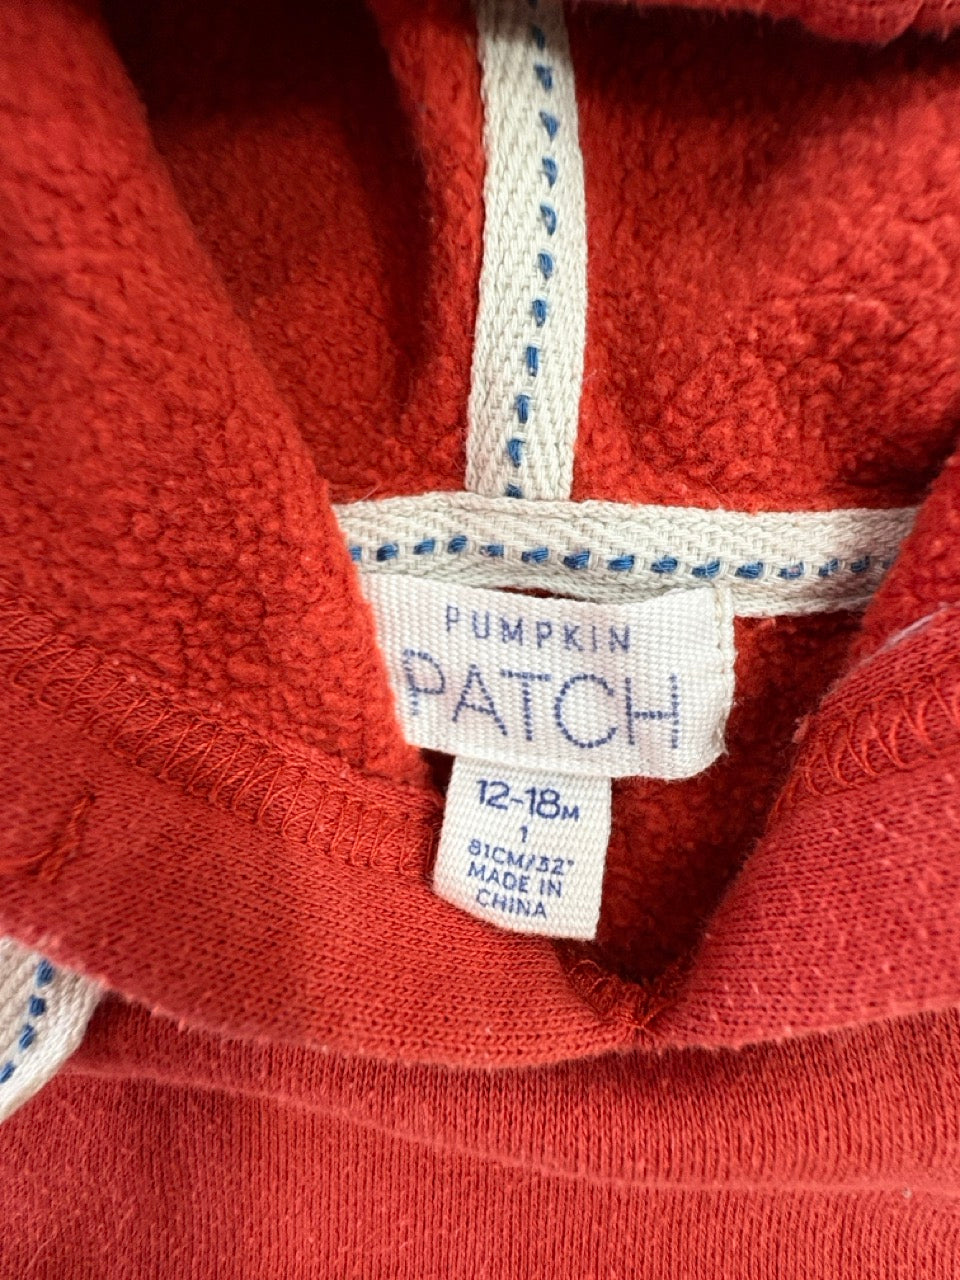 PUMPKIN
PATCH
12-18M
1
81CM/32"
MADE IN
CHINA